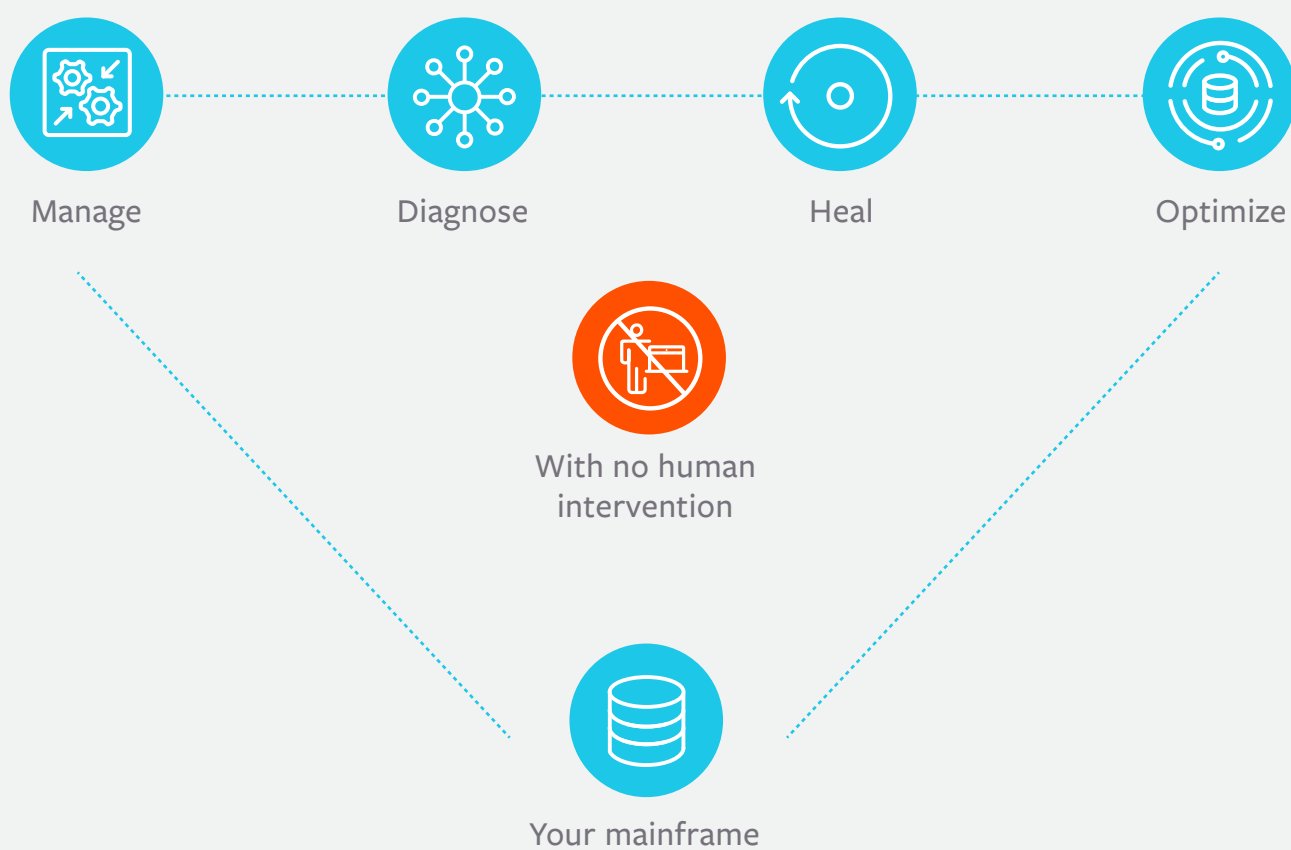 Manage
Diagnose
Heal
Optimize
With no human
intervention
Your mainframe